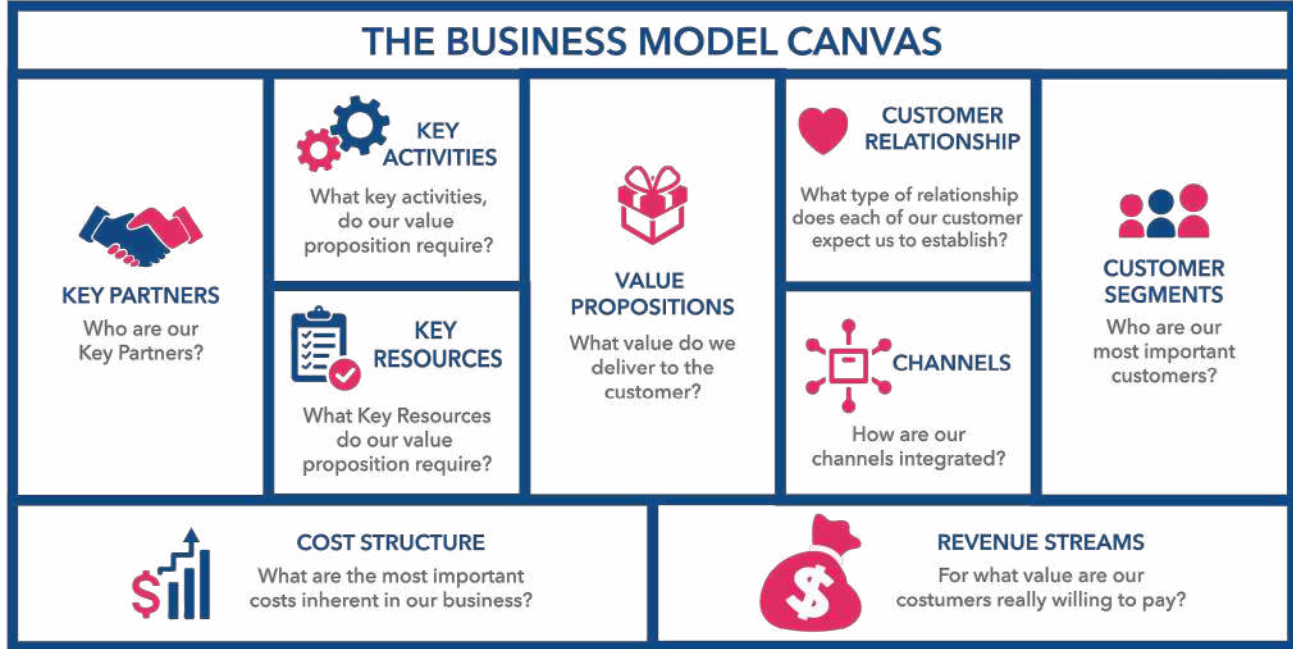 THE BUSINESS MODEL CANVAS
KEY PARTNERS
Who are our
Key Partners?
KEY
ACTIVITIES
What key activities,
do our value
proposition require?
KEY
RESOURCES
What Key Resources
do our value
proposition require?
VALUE
PROPOSITIONS
What value do we
deliver to the
customer?
CUSTOMER
RELATIONSHIP
What type of relationship
does each of our customer
expect us to establish?
CHANNELS
How are our
channels integrated?
CUSTOMER
SEGMENTS
Who are our
most important
customers?
$
COST STRUCTURE
What are the most important
costs inherent in our business?
$
REVENUE STREAMS
For what value are our
costumers really willing to pay?